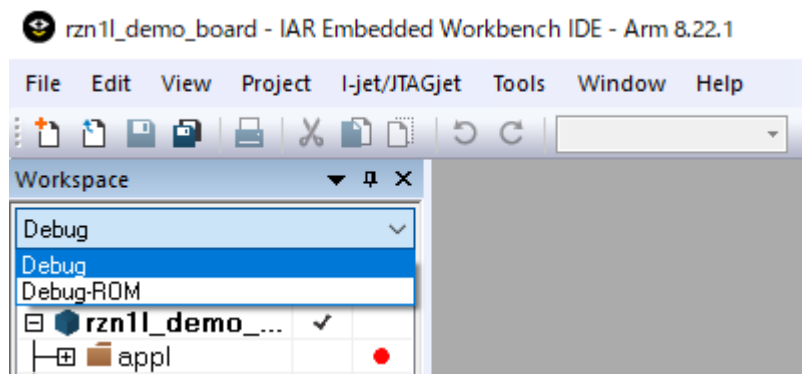 rzn1l_demo_board - IAR Embedded Workbench IDE - Arm 8.22.1
File Edit View Project I-jet/JTAGjet Tools Window Help
Workspace
Debug
Debug
Debug-ROM
rzn1l_demo_...
appl